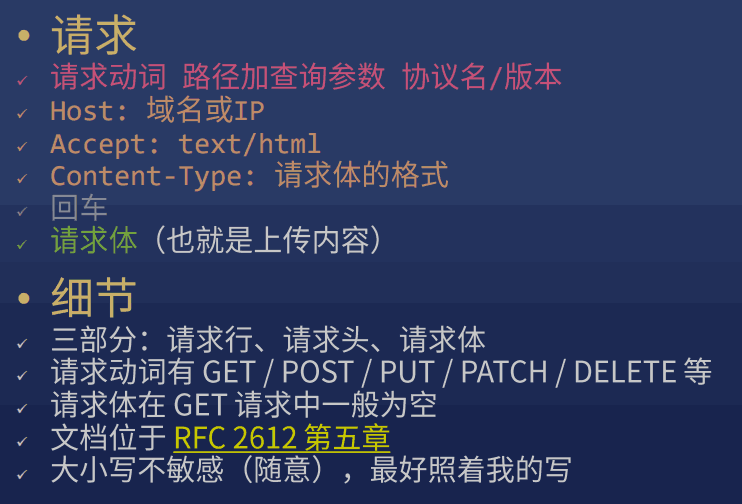 • 请求
✓ 请求动词 路径加查询参数 协议名/版本
✓ Host: 域名或IP
✓ Accept: text/html
✓ Content-Type: 请求体的格式
✓ 回车
✓ 请求体（也就是上传内容）
• 细节
✓ 三部分：请求行、请求头、请求体
✓ 请求动词有 GET / POST / PUT / PATCH / DELETE 等
✓ 请求体在 GET 请求中一般为空
✓ 文档位于 RFC 2612 第五章
✓ 大小写不敏感（随意），最好照着我的写